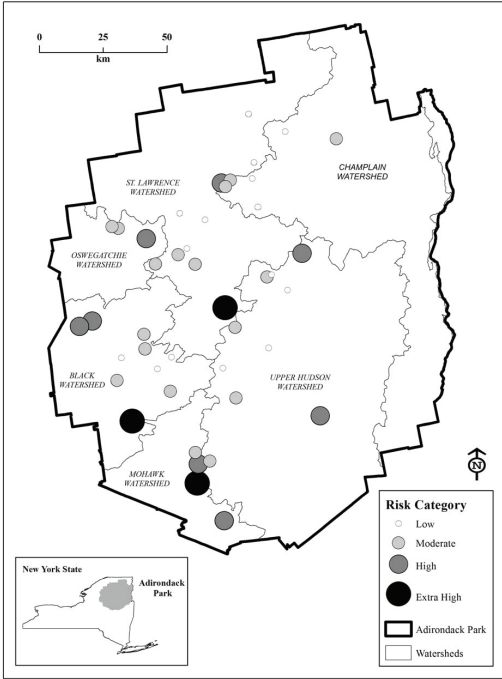 0 25 50
km
CHAMPLAIN
WATERSHED
ST. LAWRENCE
WATERSHED
OSWEGATCHIE
WATERSHED
BLACK
WATERSHED
UPPER HUDSON
WATERSHED
MOHAWK
WATERSHED
N
Risk Category
Low
Moderate
High
Extra High
Adirondack Park
Watersheds
New York State
Adirondack
Park